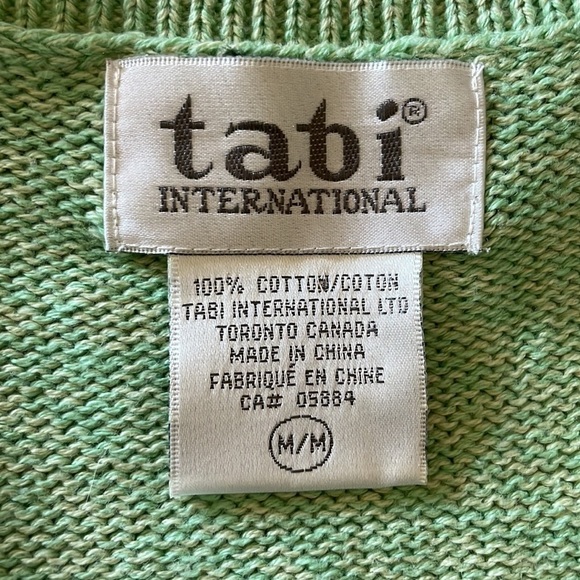 tabi®
INTERNATIONAL
100% COTTON/COTON
TABI INTERNATIONAL LTD
TORONTO CANADA
MADE IN CHINA
FABRIQUÉ EN CHINE
CA# 05884
M/M